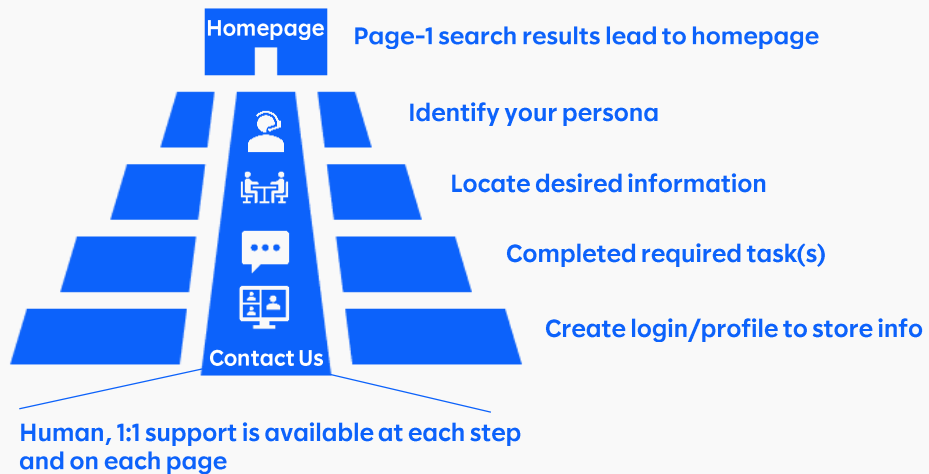 Homepage
Page-1 search results lead to homepage
Identify your persona
Locate desired information
Completed required task(s)
Create login/profile to store info
Contact Us
Human, 1:1 support is available at each step
and on each page